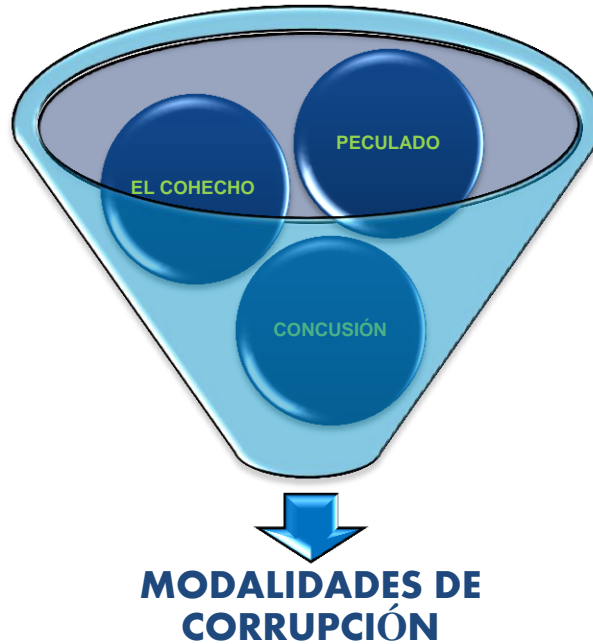 PECULADO
EL COHECHO
CONCUSIÓN
MODALIDADES DE
CORRUPCIÓN